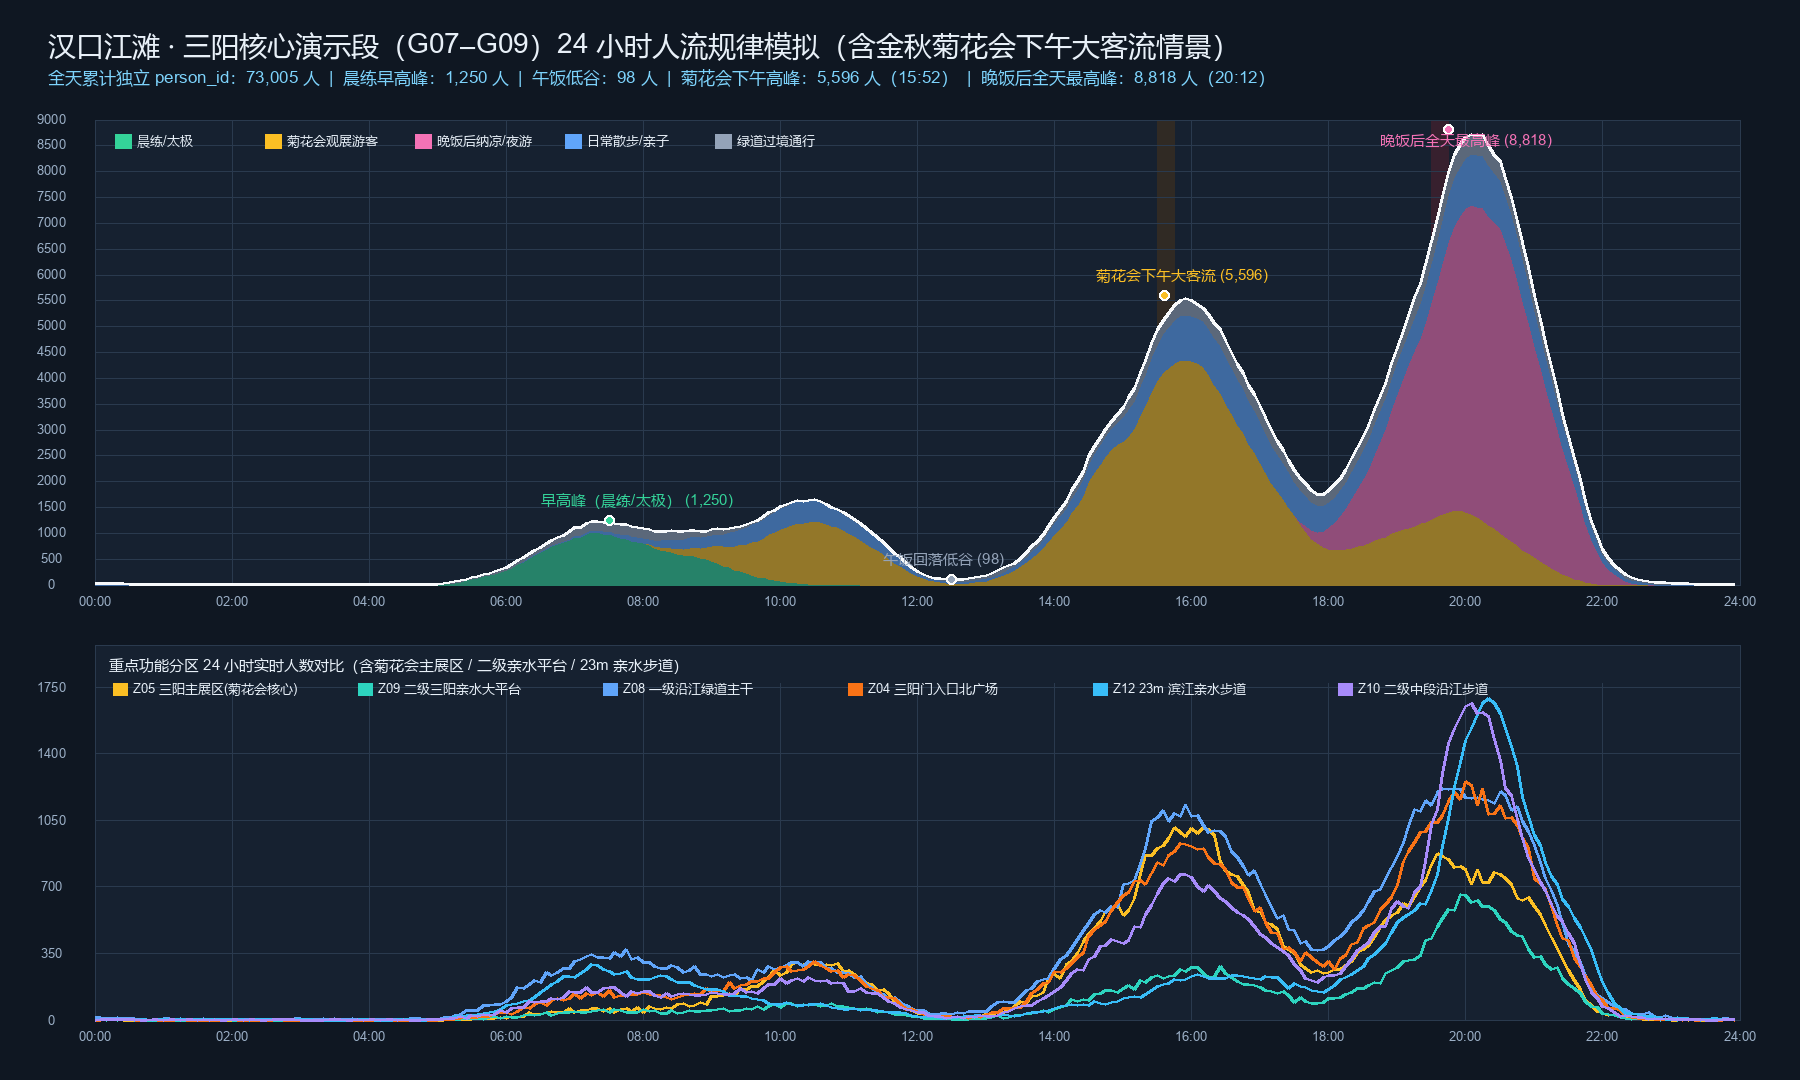 汉口江滩 · 三阳核心演示段（G07–G09）24 小时人流规律模拟（含金秋菊花会下午大客流情景）
全天累计独立 person_id：73,005 人 | 晨练早高峰：1,250 人 | 午饭低谷：98 人 | 菊花会下午高峰：5,596 人（15:52） | 晚饭后全天最高峰：8,818 人（20:12）
9000
8500
8000
7500
7000
6500
6000
5500
5000
4500
4000
3500
3000
2500
2000
1500
1000
500
0
晨练/太极 菊花会观展游客 晚饭后纳凉/夜游 日常散步/亲子 绿道过境通行
晚饭后全天最高峰 (8,818)
菊花会下午大客流 (5,596)
早高峰（晨练/太极） (1,250)
午饭回落低谷 (98)
00:00 02:00 04:00 06:00 08:00 10:00 12:00 14:00 16:00 18:00 20:00 22:00 24:00
重点功能分区 24 小时实时人数对比（含菊花会主展区 / 二级亲水平台 / 23m 亲水步道）
Z05 三阳主展区(菊花会核心) Z09 二级三阳亲水大平台 Z08 一级沿江绿道主干 Z04 三阳门入口北广场 Z12 23m 滨江亲水步道 Z10 二级中段沿江步道
1750
1400
1050
700
350
0
00:00 02:00 04:00 06:00 08:00 10:00 12:00 14:00 16:00 18:00 20:00 22:00 24:00